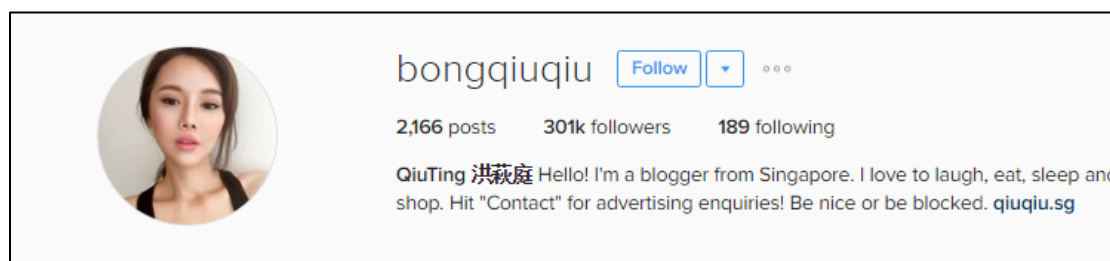 bongqiuqiu Follow
2,166 posts 301k followers 189 following
QiuTing 洪萩庭 Hello! I'm a blogger from Singapore. I love to laugh, eat, sleep and
shop. Hit "Contact" for advertising enquiries! Be nice or be blocked. qiuqiu.sg